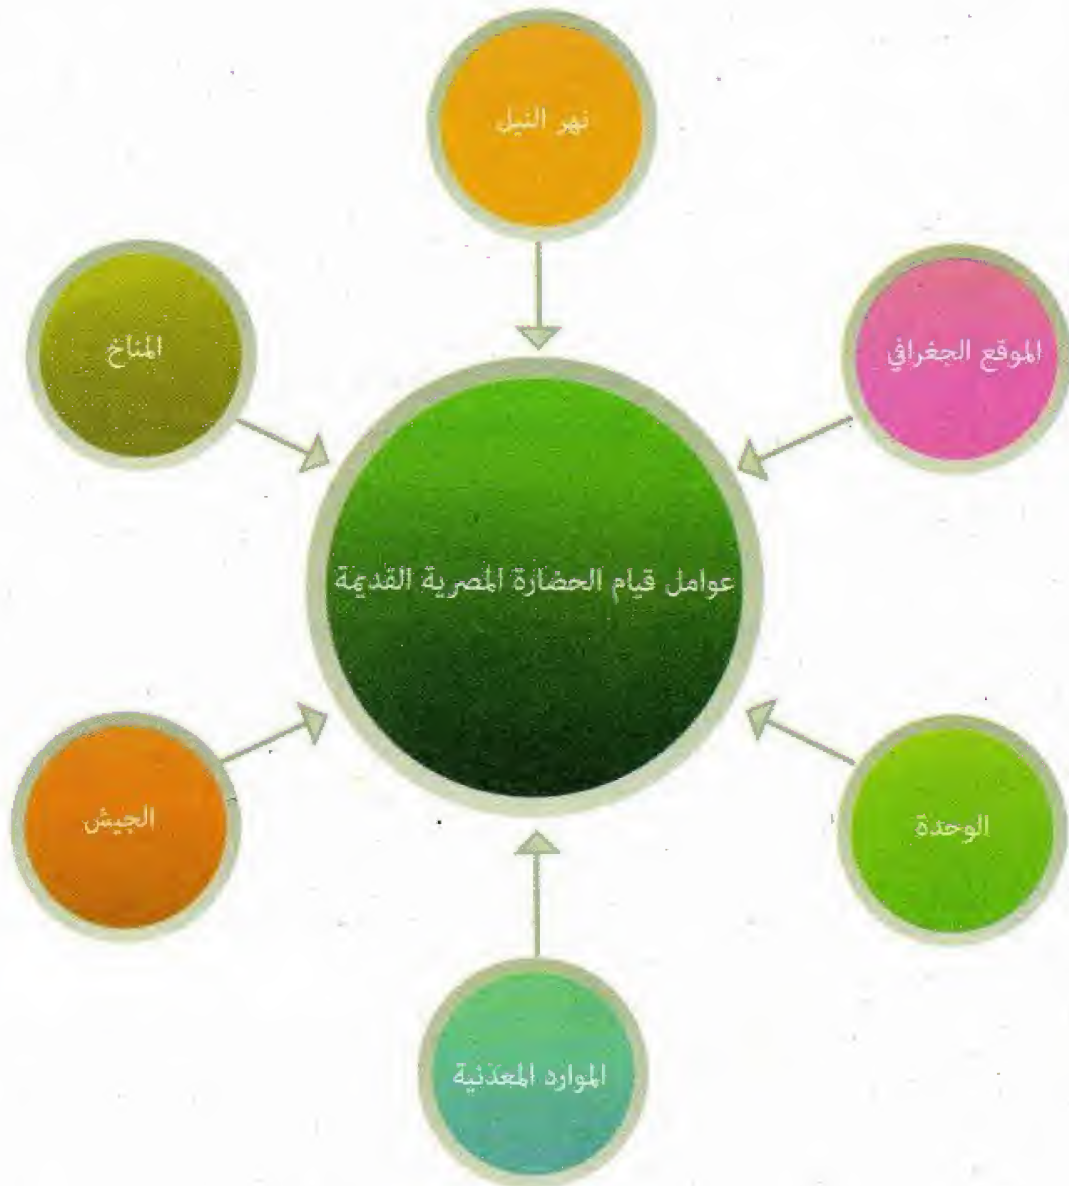 نهر النيل
الموقع الجغرافي
المناخ
عوامل قيام الحضارة المصرية القديمة
الوحدة
الجيش
الموارد المعدنية